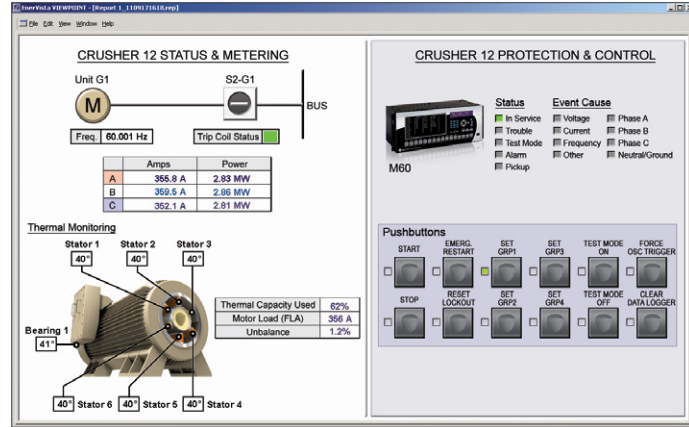 EnerVista VIEWPOINT - [Report 1_1109171618.rep]
File Edit View Window Help
CRUSHER 12 STATUS & METERING
Unit G1
S2-G1
M
BUS
Freq. 60.001 Hz
Trip Coil Status
Amps Power
A 355.8 A 2.83 MW
B 359.5 A 2.86 MW
C 352.1 A 2.81 MW
Thermal Monitoring
Stator 1 Stator 2 Stator 3
40° 40° 40°
Thermal Capacity Used 62%
Motor Load (FLA) 356 A
Unbalance 1.2%
Bearing 1
41°
40° Stator 6 40° Stator 5 40° Stator 4
CRUSHER 12 PROTECTION & CONTROL
M60
Status
In Service
Trouble
Test Mode
Alarm
Pickup
Event Cause
Voltage Phase A
Current Phase B
Frequency Phase C
Other Neutral/Ground
Pushbuttons
START
EMERG.
RESTART
SET
GRP1
SET
GRP3
TEST MODE
ON
FORCE
OSC TRIGGER
STOP
RESET
LOCKOUT
SET
GRP2
SET
GRP4
TEST MODE
OFF
CLEAR
DATA LOGGER